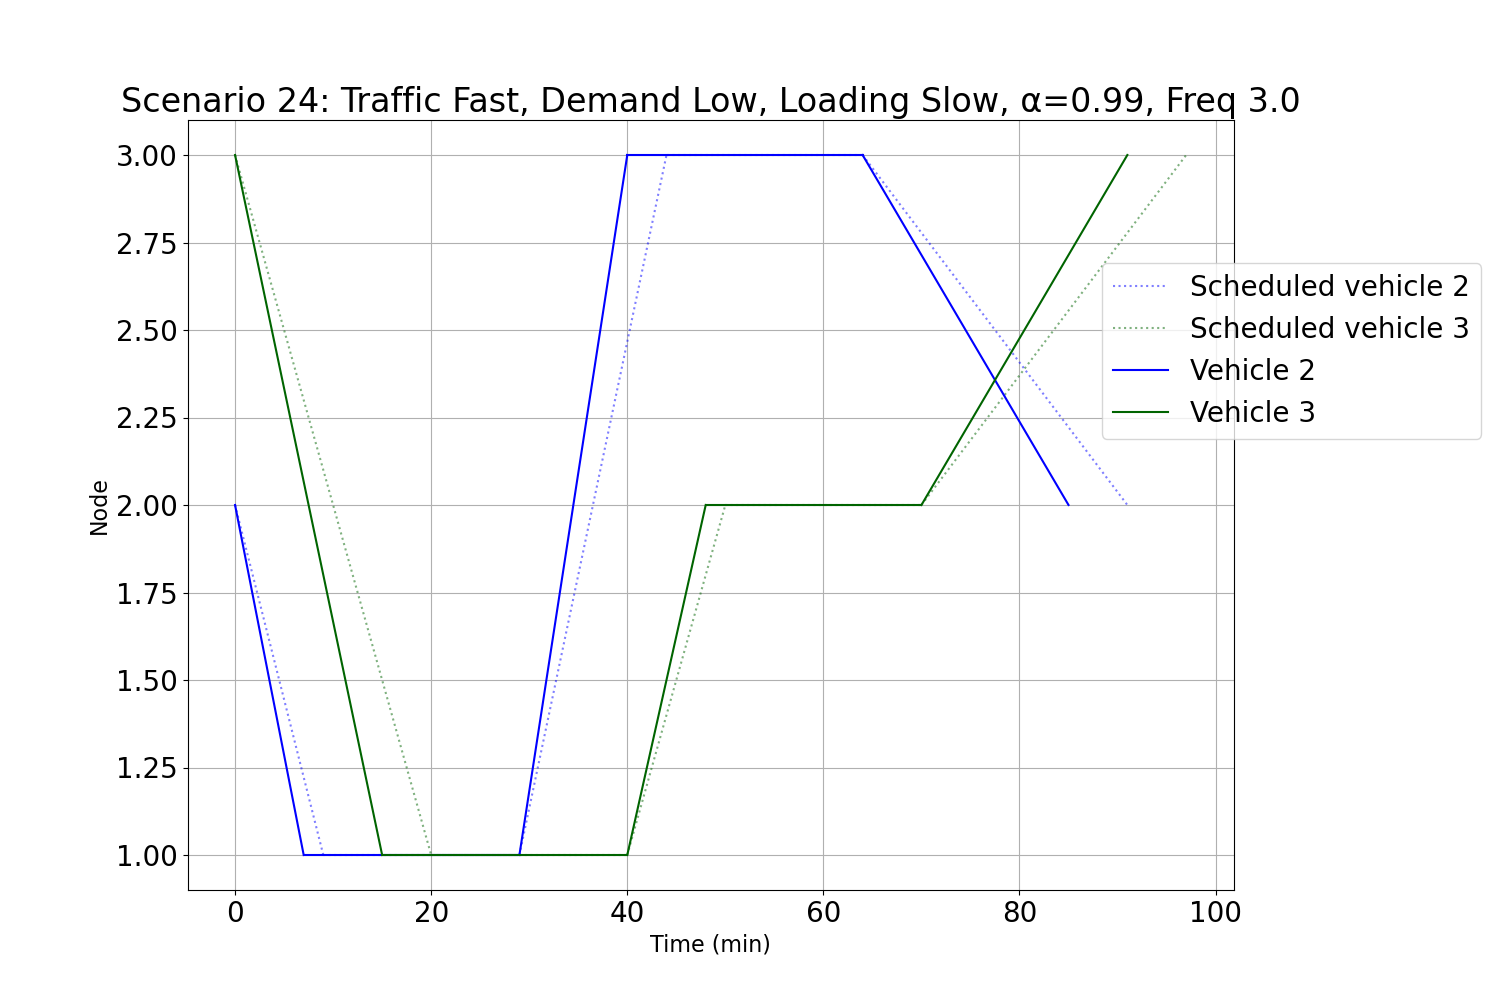 Scenario 24: Traffic Fast, Demand Low, Loading Slow, α=0.99, Freq 3.0
3.00
2.75
2.50
2.25
2.00
1.75
1.50
1.25
1.00
Node
0 20 40 60 80 100
Time (min)
Scheduled vehicle 2
Scheduled vehicle 3
Vehicle 2
Vehicle 3